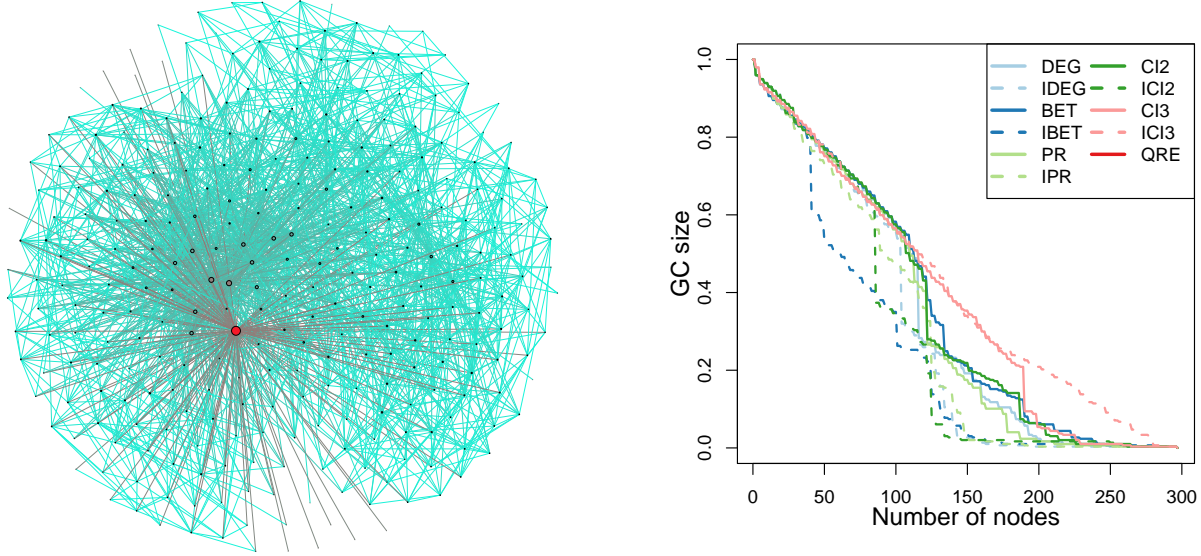 1.0
0.8
0.6
0.4
0.2
0.0
GC size
0 50 100 150 200 250 300
Number of nodes
DEG CI2
IDEG ICI2
BET CI3
IBET ICI3
PR QRE
IPR